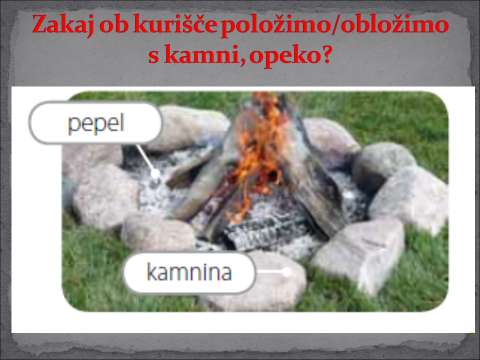 Zakaj ob kurišče položimo/obložimo
s kamni, opeko?
pepel
kamnina